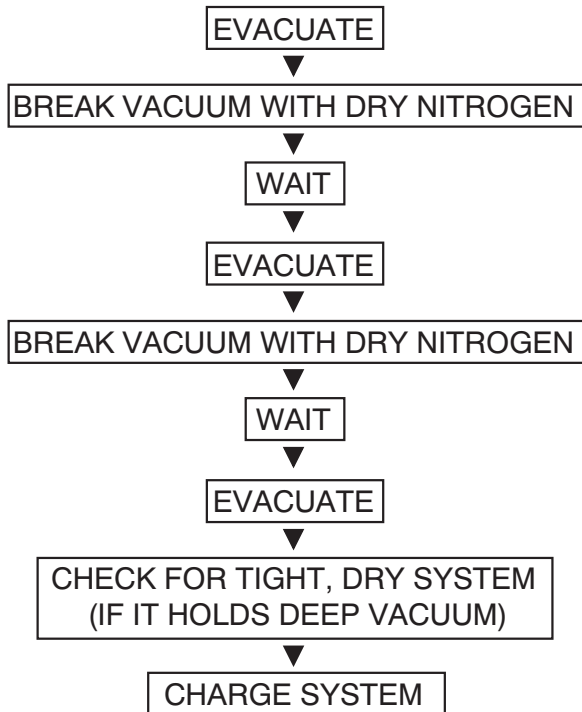 EVACUATE
BREAK VACUUM WITH DRY NITROGEN
WAIT
EVACUATE
BREAK VACUUM WITH DRY NITROGEN
WAIT
EVACUATE
CHECK FOR TIGHT, DRY SYSTEM
(IF IT HOLDS DEEP VACUUM)
CHARGE SYSTEM